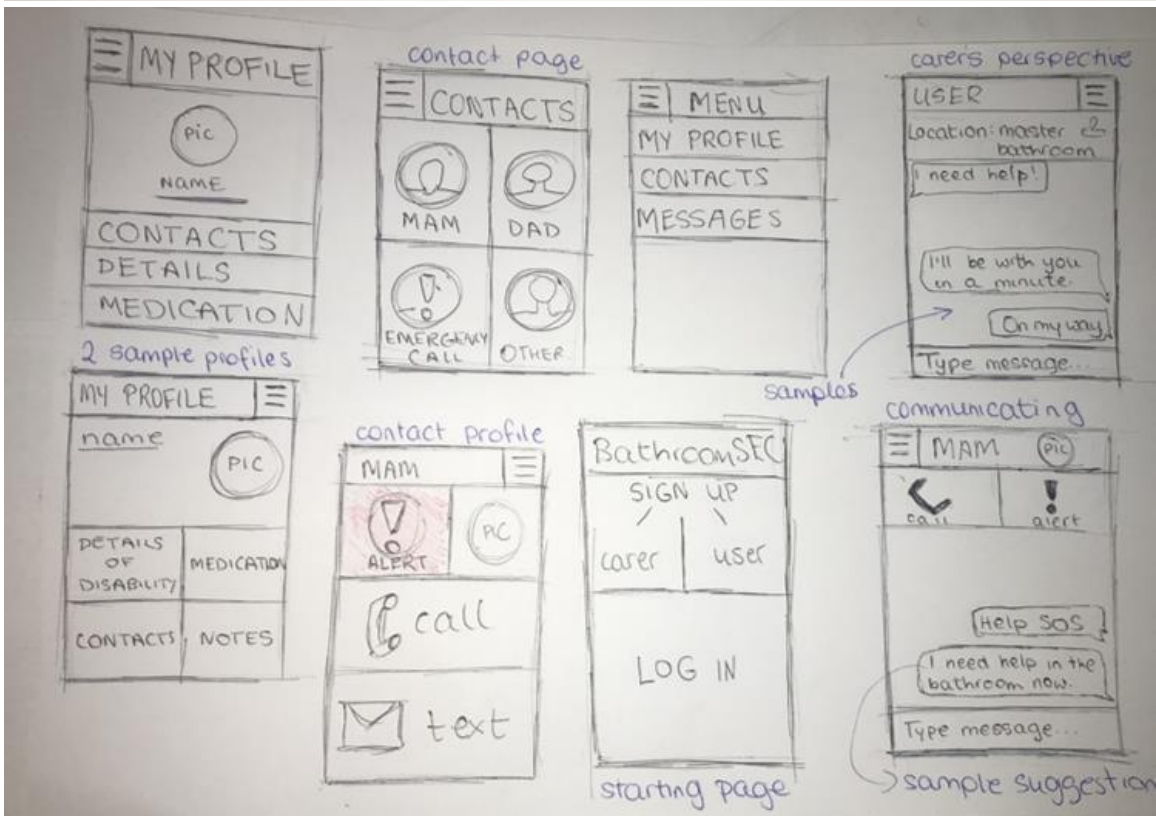 MY PROFILE
PIC
NAME
CONTACTS
DETAILS
MEDICATION
contact page
CONTACTS
MAM
DAD
EMERGENCY
CALL
OTHER
MENU
MY PROFILE
CONTACTS
MESSAGES
carers perspective
USER
Location: master
bathroom
I need help!
I'll be with you
in a minute.
On my way
Type message...
samples
2 sample profiles
MY PROFILE
name
PIC
DETAILS
OF
DISABILITY
MEDICATION
CONTACTS
NOTES
contact profile
MAM
ALERT
PIC
call
text
BathroomSEC
SIGN UP
carer
user
LOG IN
starting page
communicating
MAM
Pic
call
alert
Help SOS
I need help in the
bathroom now.
Type message...
sample suggestion